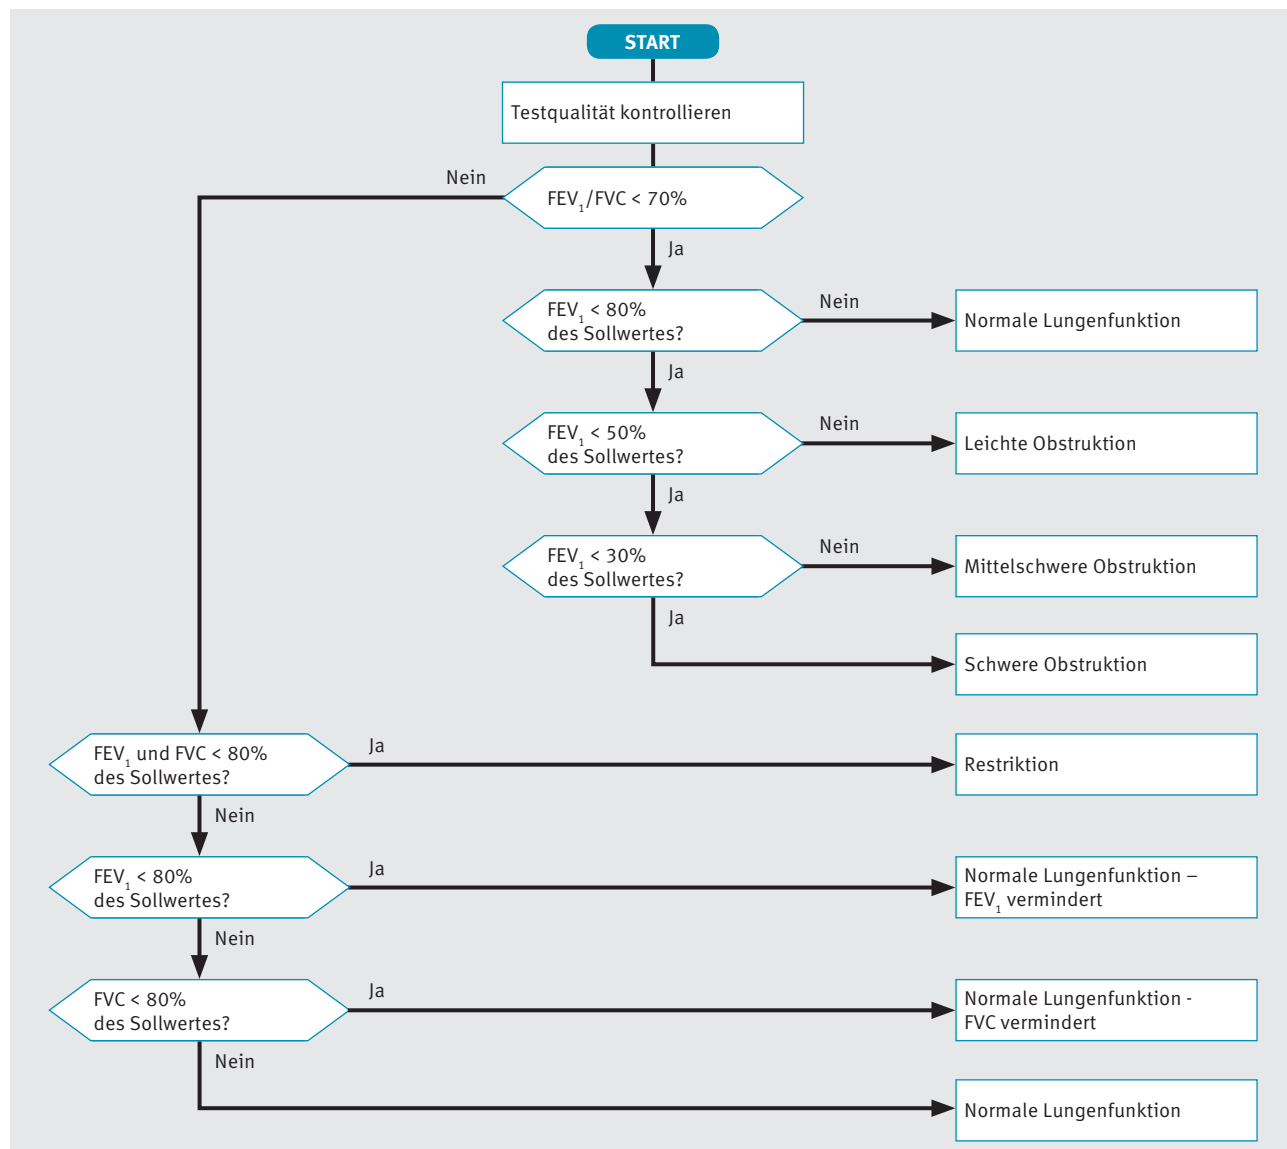 START
Testqualität kontrollieren
Nein
FEV₁/FVC < 70%
Ja
FEV₁ < 80%
des Sollwertes?
Nein
Normale Lungenfunktion
Ja
FEV₁ < 50%
des Sollwertes?
Nein
Leichte Obstruktion
Ja
FEV₁ < 30%
des Sollwertes?
Nein
Mittelschwere Obstruktion
Ja
Schwere Obstruktion
FEV₁ und FVC < 80%
des Sollwertes?
Ja
Restriktion
Nein
FEV₁ < 80%
des Sollwertes?
Ja
Normale Lungenfunktion –
FEV₁ vermindert
Nein
FVC < 80%
des Sollwertes?
Ja
Normale Lungenfunktion -
FVC vermindert
Nein
Normale Lungenfunktion